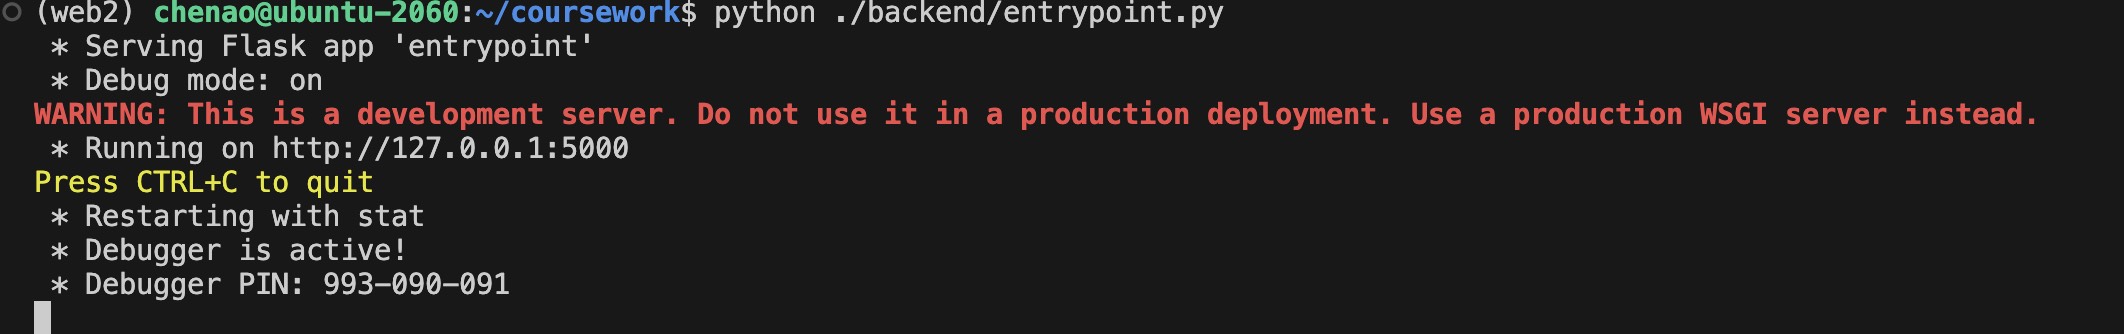 (web2) chenao@ubuntu-2060:~/coursework$ python ./backend/entrypoint.py
 * Serving Flask app 'entrypoint'
 * Debug mode: on
WARNING: This is a development server. Do not use it in a production deployment. Use a production WSGI server instead.
 * Running on http://127.0.0.1:5000
Press CTRL+C to quit
 * Restarting with stat
 * Debugger is active!
 * Debugger PIN: 993-090-091